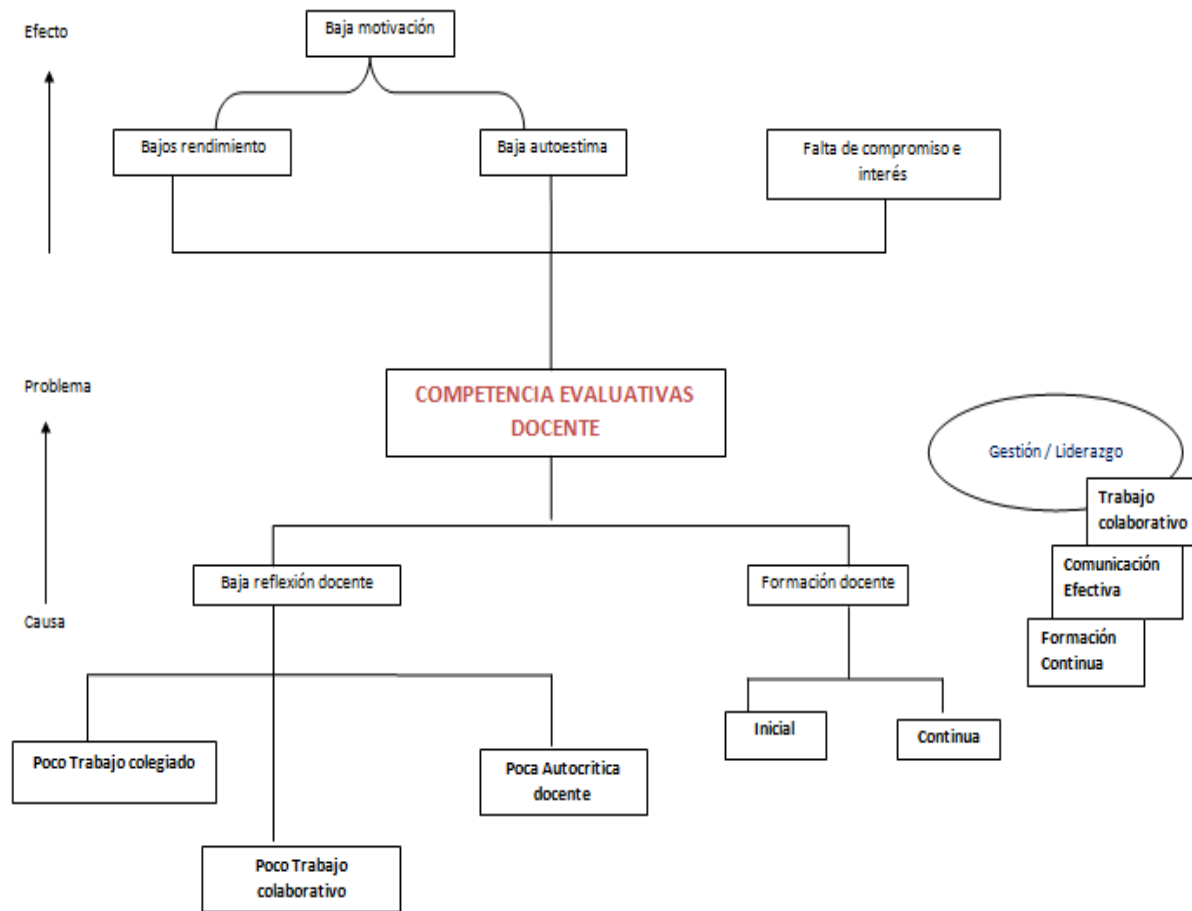 Efecto
Baja motivación
Bajos rendimiento
Baja autoestima
Falta de compromiso e
interés
Problema
COMPETENCIA EVALUATIVAS
DOCENTE
Gestión / Liderazgo
Trabajo
colaborativo
Comunicación
Efectiva
Formación
Continua
Baja reflexión docente
Formación docente
Causa
Poco Trabajo colegiado
Poca Autocritica
docente
Inicial
Continua
Poco Trabajo
colaborativo